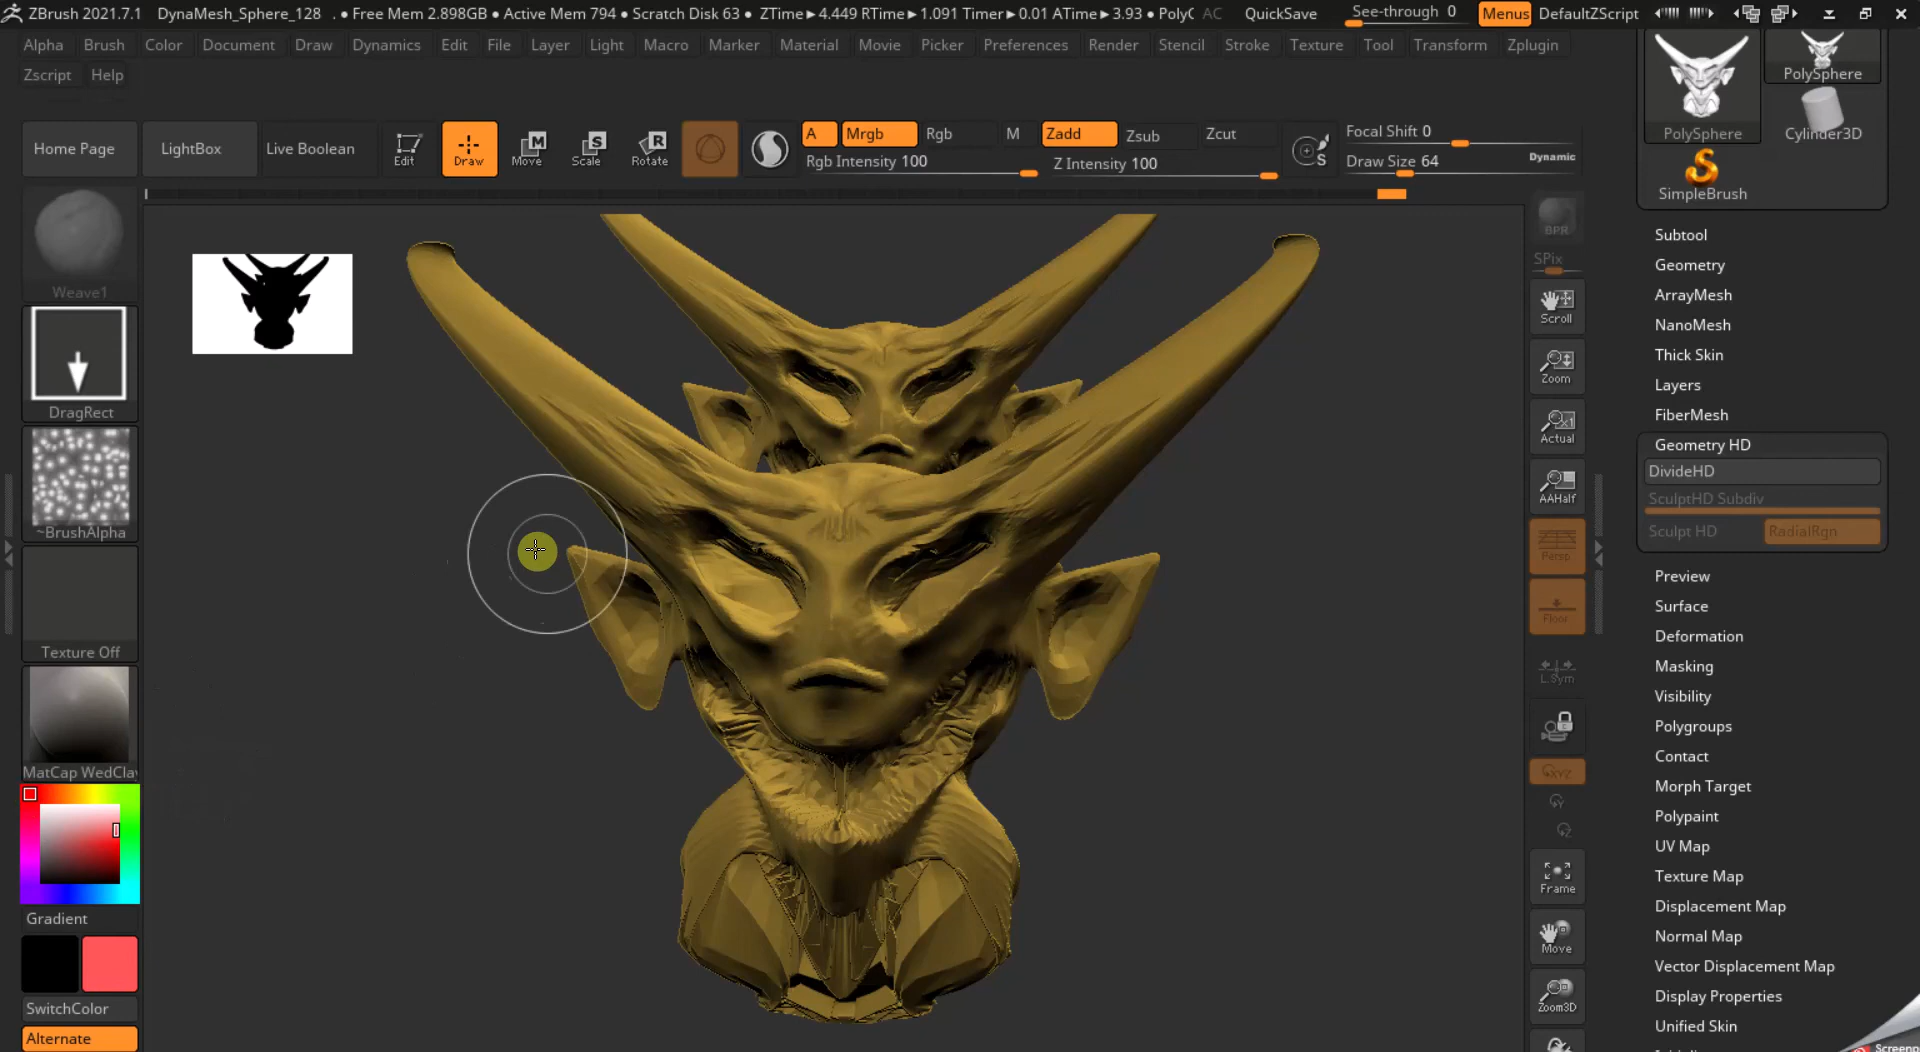 ZBrush 2021.7.1 DynaMesh_Sphere_128 . ● Free Mem 2.898GB ● Active Mem 794 ● Scratch Disk 63 ● ZTime►4.449 RTime►1.091 Timer►0.01 ATime►3.93 ● PolyC AC QuickSave See-through 0 Menus DefaultZScript
Alpha Brush Color Document Draw Dynamics Edit File Layer Light Macro Marker Material Movie Picker Preferences Render Stencil Stroke Texture Tool Transform Zplugin
Zscript Help
Home Page LightBox Live Boolean Edit Draw Move Scale Rotate
A Mrgb Rgb M Zadd Zsub Zcut
Rgb Intensity 100 Z Intensity 100
S
Focal Shift 0
Draw Size 64 Dynamic
M
S
R
Weave1
DragRect
~BrushAlpha
Texture Off
MatCap WedClay
Gradient
SwitchColor
Alternate
BPR
SPix
Scroll
Zoom
Actual
AAHalf
Persp
Floor
L.Sym
XYZ
Frame
Move
Zoom3D
PolySphere
PolySphere
Cylinder3D
SimpleBrush
Subtool
Geometry
ArrayMesh
NanoMesh
Thick Skin
Layers
FiberMesh
Geometry HD
DivideHD
SculptHD Subdiv
Sculpt HD RadialRgn
Preview
Surface
Deformation
Masking
Visibility
Polygroups
Contact
Morph Target
Polypaint
UV Map
Texture Map
Displacement Map
Normal Map
Vector Displacement Map
Display Properties
Unified Skin